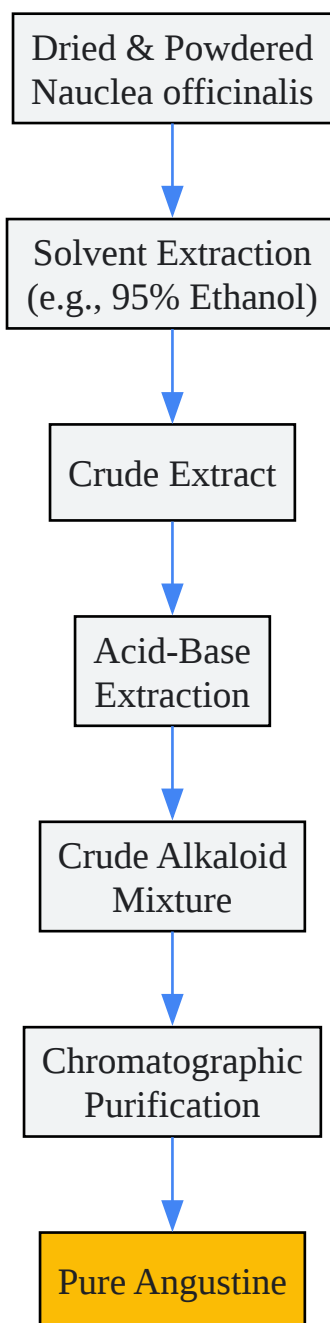 Dried & Powdered
Nauclea officinalis
Solvent Extraction
(e.g., 95% Ethanol)
Crude Extract
Acid-Base
Extraction
Crude Alkaloid
Mixture
Chromatographic
Purification
Pure Angustine